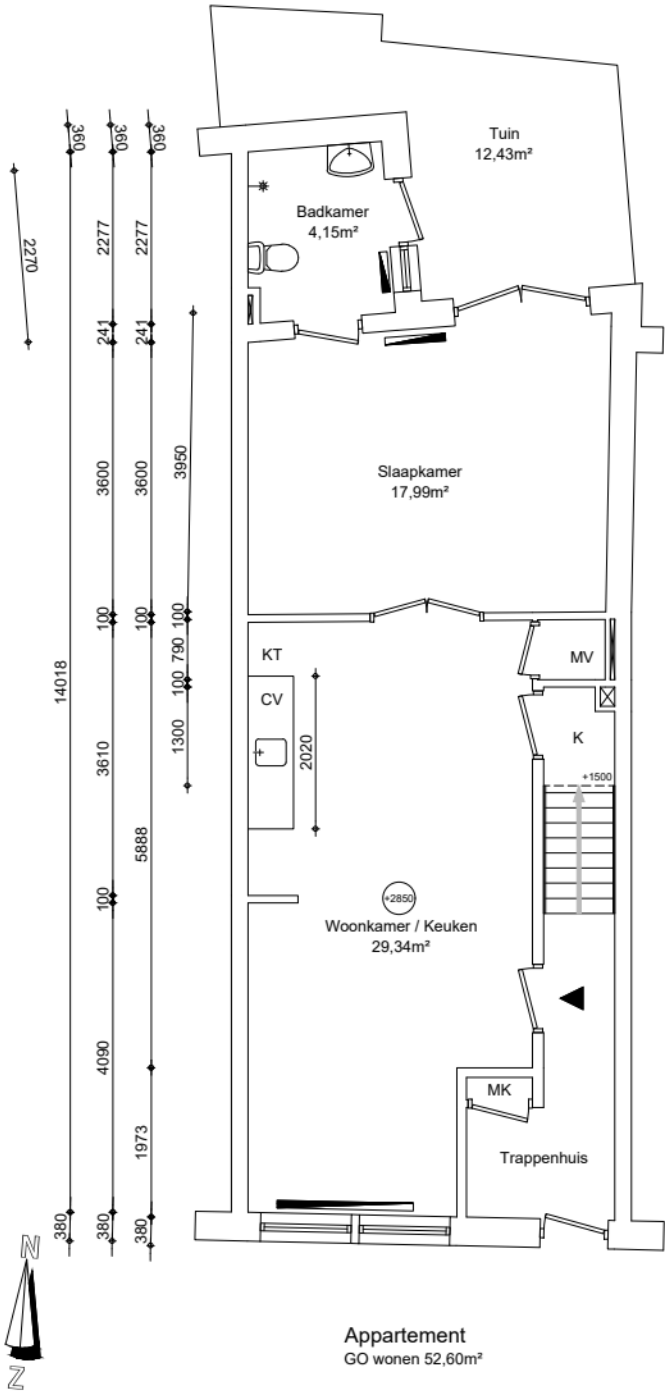 Tuin
12,43m²
Badkamer
4,15m²
Slaapkamer
17,99m²
KT
CV
MV
K
+1500
+2850
Woonkamer / Keuken
29,34m²
MK
Trappenhuis
360
360
360
2270
2277
2277
241
241
3600
3600
3950
100
100
100
790
100
1300
2020
14018
3610
5888
100
4090
1973
380
380
380
N
Z
Appartement
GO wonen 52,60m²